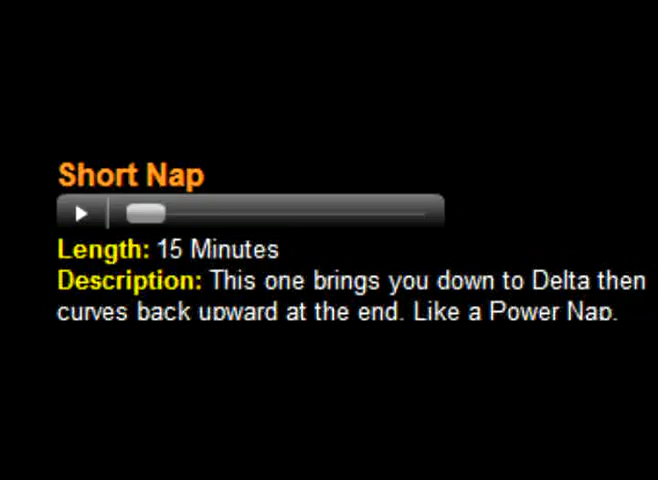 Short Nap
Length: 15 Minutes
Description: This one brings you down to Delta then
curves back upward at the end. Like a Power Nap.